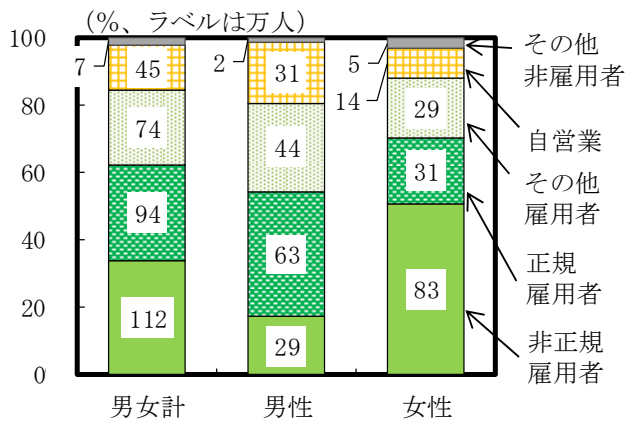 (%、ラベルは万人)
100
80
60
40
20
0
7
45
74
94
112
2
31
44
63
29
5
14
29
31
83
その他
非雇用者
自営業
その他
雇用者
正規
雇用者
非正規
雇用者
男女計
男性
女性